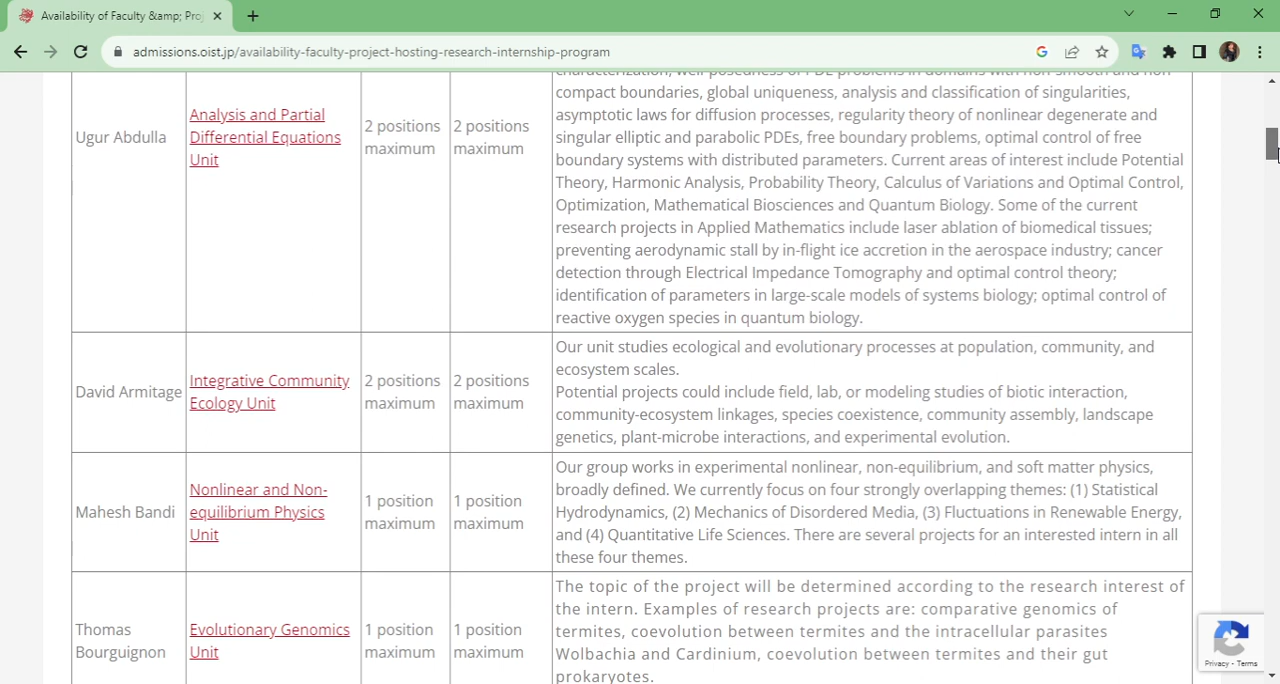 Availability of Faculty &amp; Proj
admissions.oist.jp/availability-faculty-project-hosting-research-internship-program
characterization, well posedness of PDE problems in domains with non-smooth and non-
compact boundaries, global uniqueness, analysis and classification of singularities,
asymptotic laws for diffusion processes, regularity theory of nonlinear degenerate and
singular elliptic and parabolic PDEs, free boundary problems, optimal control of free
boundary systems with distributed parameters. Current areas of interest include Potential
Theory, Harmonic Analysis, Probability Theory, Calculus of Variations and Optimal Control,
Optimization, Mathematical Biosciences and Quantum Biology. Some of the current
research projects in Applied Mathematics include laser ablation of biomedical tissues;
preventing aerodynamic stall by in-flight ice accretion in the aerospace industry; cancer
detection through Electrical Impedance Tomography and optimal control theory;
identification of parameters in large-scale models of systems biology; optimal control of
reactive oxygen species in quantum biology.
Ugur Abdulla
Analysis and Partial
Differential Equations
Unit
2 positions
maximum
2 positions
maximum
David Armitage
Integrative Community
Ecology Unit
2 positions
maximum
2 positions
maximum
Our unit studies ecological and evolutionary processes at population, community, and
ecosystem scales.
Potential projects could include field, lab, or modeling studies of biotic interaction,
community-ecosystem linkages, species coexistence, community assembly, landscape
genetics, plant-microbe interactions, and experimental evolution.
Mahesh Bandi
Nonlinear and Non-
equilibrium Physics
Unit
1 position
maximum
1 position
maximum
Our group works in experimental nonlinear, non-equilibrium, and soft matter physics,
broadly defined. We currently focus on four strongly overlapping themes: (1) Statistical
Hydrodynamics, (2) Mechanics of Disordered Media, (3) Fluctuations in Renewable Energy,
and (4) Quantitative Life Sciences. There are several projects for an interested intern in all
these four themes.
Thomas
Bourguignon
Evolutionary Genomics
Unit
1 position
maximum
1 position
maximum
The topic of the project will be determined according to the research interest of
the intern. Examples of research projects are: comparative genomics of
termites, coevolution between termites and the intracellular parasites
Wolbachia and Cardinium, coevolution between termites and their gut
prokaryotes.
Privacy - Terms